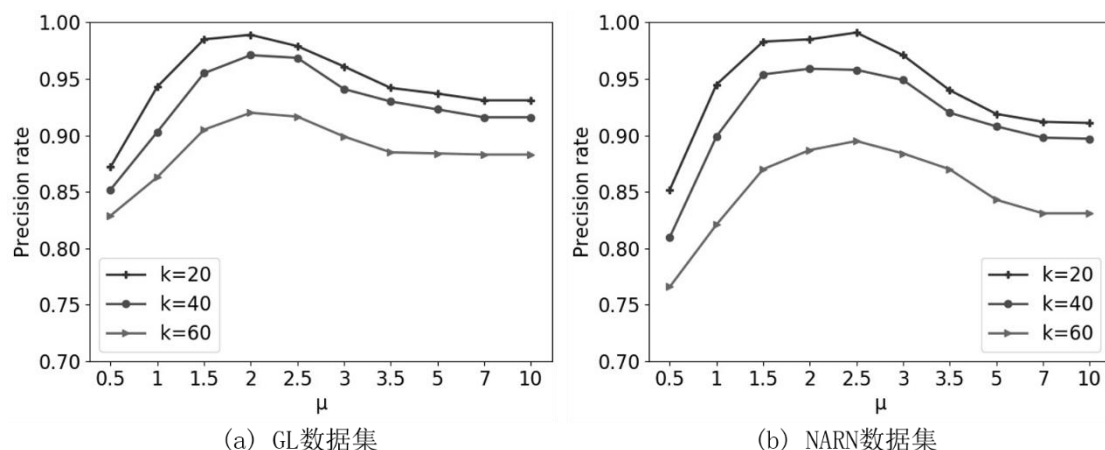 1.00
0.95
0.90
0.85
0.80
0.75
0.70
Precision rate
k=20
k=40
k=60
0.5 1 1.5 2 2.5 3 3.5 5 7 10
μ
(a) GL数据集
1.00
0.95
0.90
0.85
0.80
0.75
0.70
Precision rate
k=20
k=40
k=60
0.5 1 1.5 2 2.5 3 3.5 5 7 10
μ
(b) NARN数据集